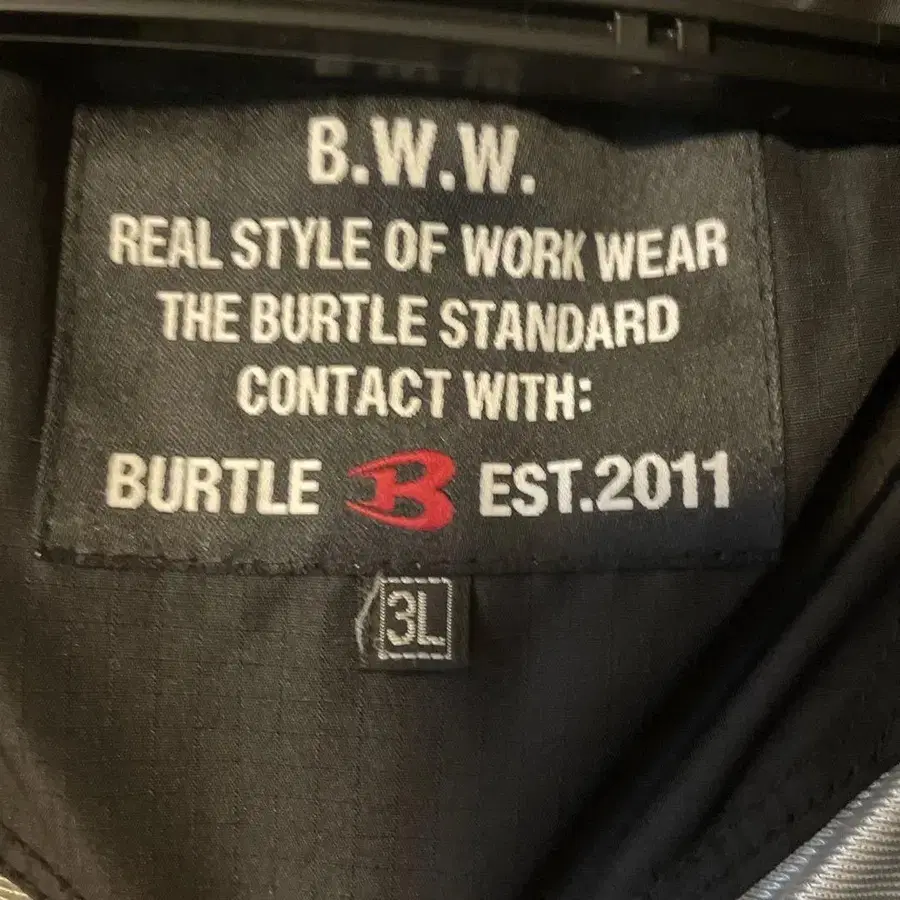 B.W.W.
REAL STYLE OF WORK WEAR
THE BURTLE STANDARD
CONTACT WITH:
BURTLE B EST.2011
3L